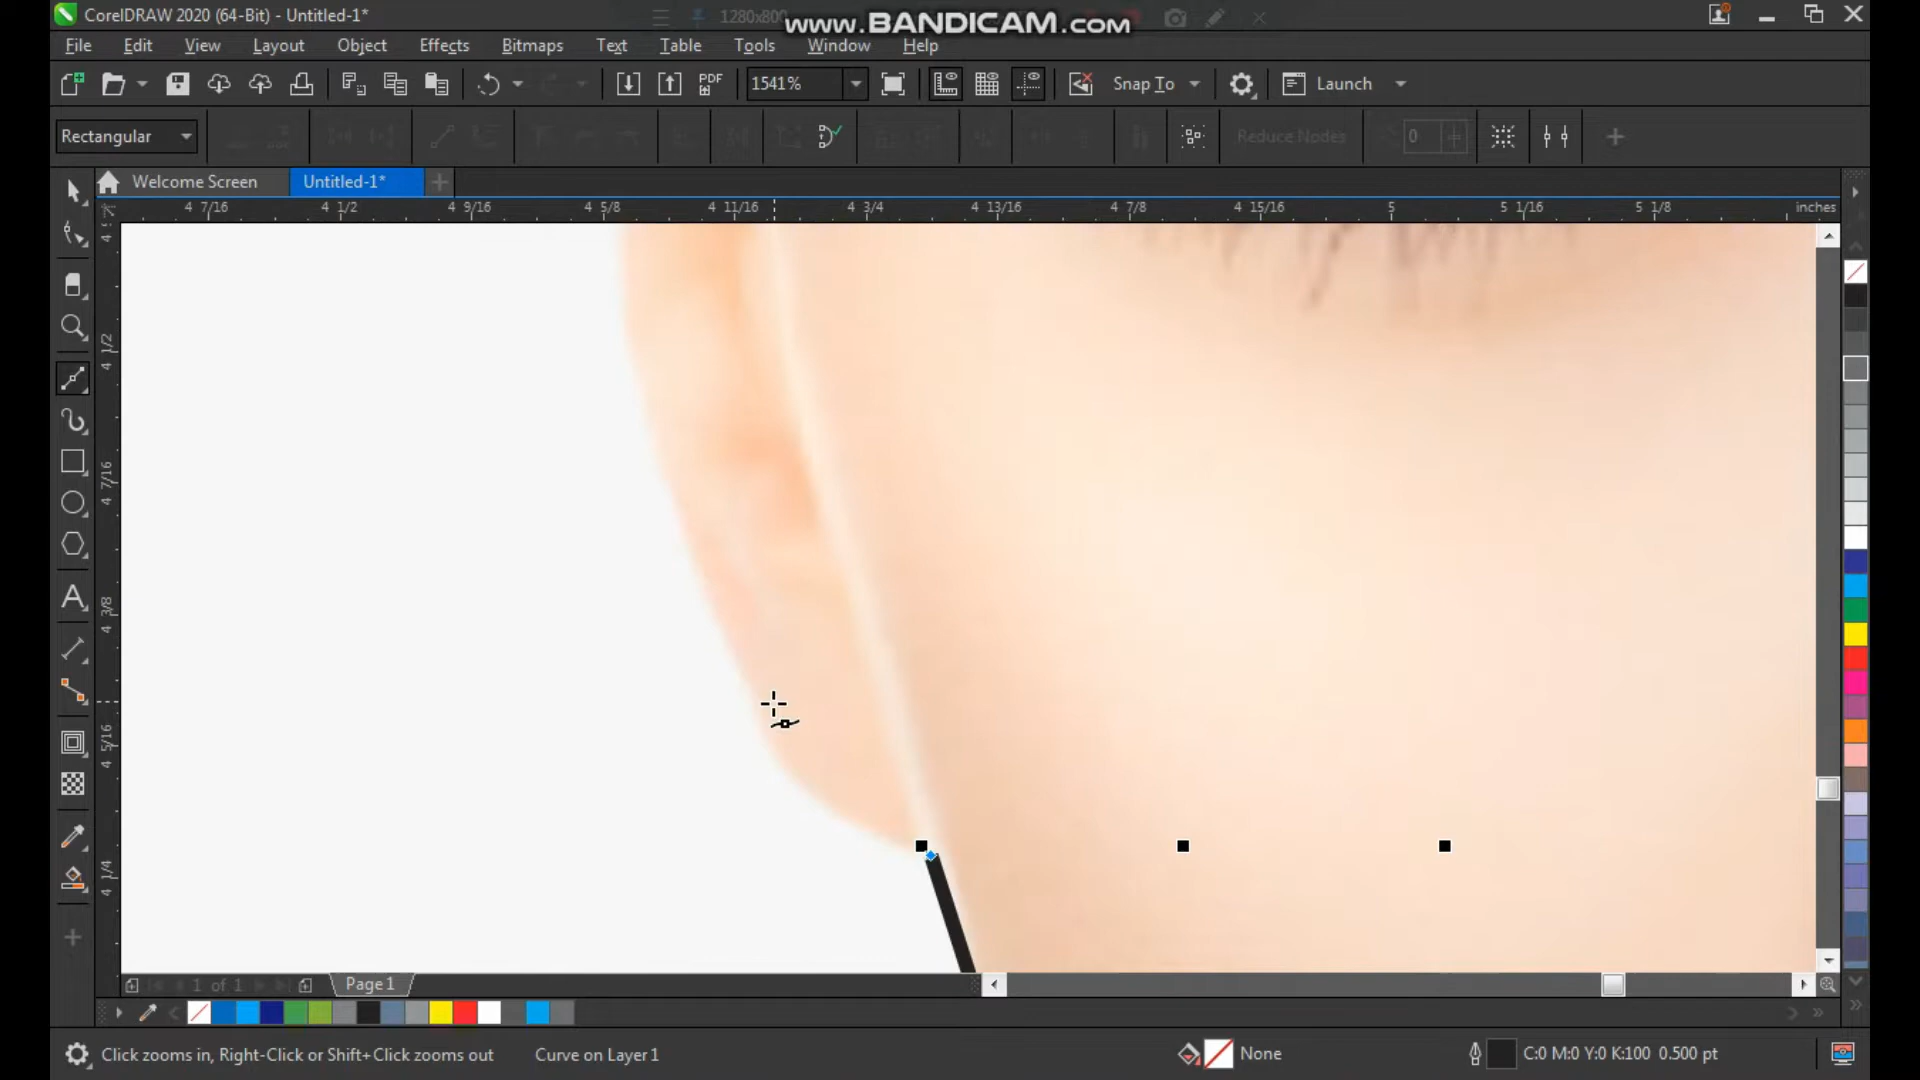 CorelDRAW 2020 (64-Bit) - Untitled-1*
1280x800
www.BANDICAM.com
File Edit View Layout Object Effects Bitmaps Text Table Tools Window Help
PDF 1541% Snap To Launch
Rectangular Reduce Nodes 0
Welcome Screen Untitled-1*
4 7/16 4 1/2 4 9/16 4 5/8 4 11/16 4 3/4 4 13/16 4 7/8 4 15/16 5 5 1/16 5 1/8 inches
4 1/2
4 7/16
4 3/8
4 5/16
4 1/4
1 of 1 Page 1
Click zooms in, Right-Click or Shift+Click zooms out Curve on Layer 1 None C:0 M:0 Y:0 K:100 0.500 pt